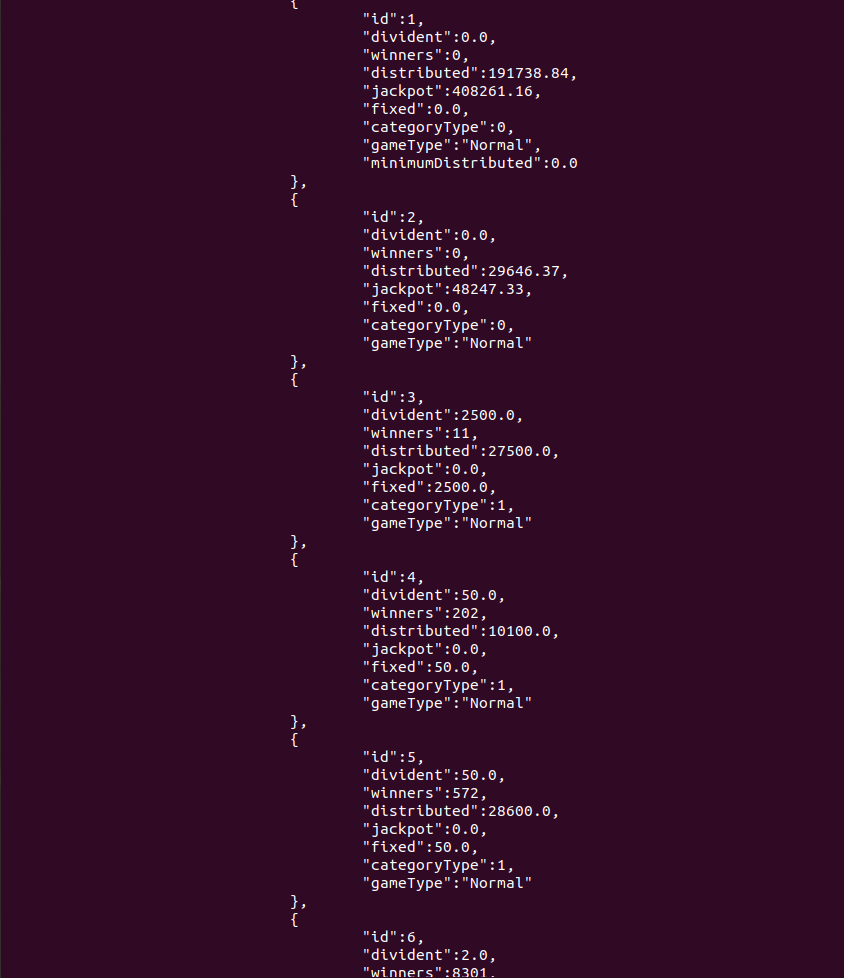 {
"id":1,
"divident":0.0,
"winners":0,
"distributed":191738.84,
"jackpot":408261.16,
"fixed":0.0,
"categoryType":0,
"gameType":"Normal",
"minimumDistributed":0.0
},
{
"id":2,
"divident":0.0,
"winners":0,
"distributed":29646.37,
"jackpot":48247.33,
"fixed":0.0,
"categoryType":0,
"gameType":"Normal"
},
{
"id":3,
"divident":2500.0,
"winners":11,
"distributed":27500.0,
"jackpot":0.0,
"fixed":2500.0,
"categoryType":1,
"gameType":"Normal"
},
{
"id":4,
"divident":50.0,
"winners":202,
"distributed":10100.0,
"jackpot":0.0,
"fixed":50.0,
"categoryType":1,
"gameType":"Normal"
},
{
"id":5,
"divident":50.0,
"winners":572,
"distributed":28600.0,
"jackpot":0.0,
"fixed":50.0,
"categoryType":1,
"gameType":"Normal"
},
{
"id":6,
"divident":2.0,
"winners":8301,